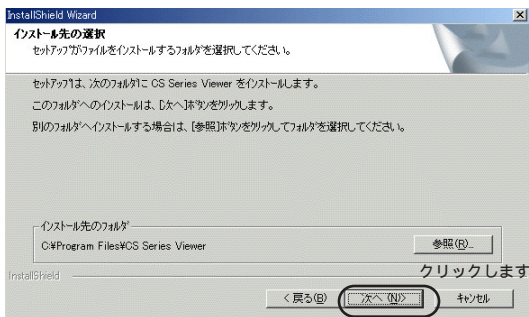 InstallShield Wizard
インストール先の選択
セットアップがファイルをインストールするフォルダを選択してください。
セットアップは、次のフォルダに CS Series Viewer をインストールします。
このフォルダへのインストールは、[次へ]ボタンをクリックします。
別のフォルダへインストールする場合は、[参照]ボタンをクリックしてフォルダを選択してください。
インストール先のフォルダ
C:¥Program Files¥CS Series Viewer
参照(R)...
クリックします
InstallShield
< 戻る(B)
次へ (N)>
キャンセル